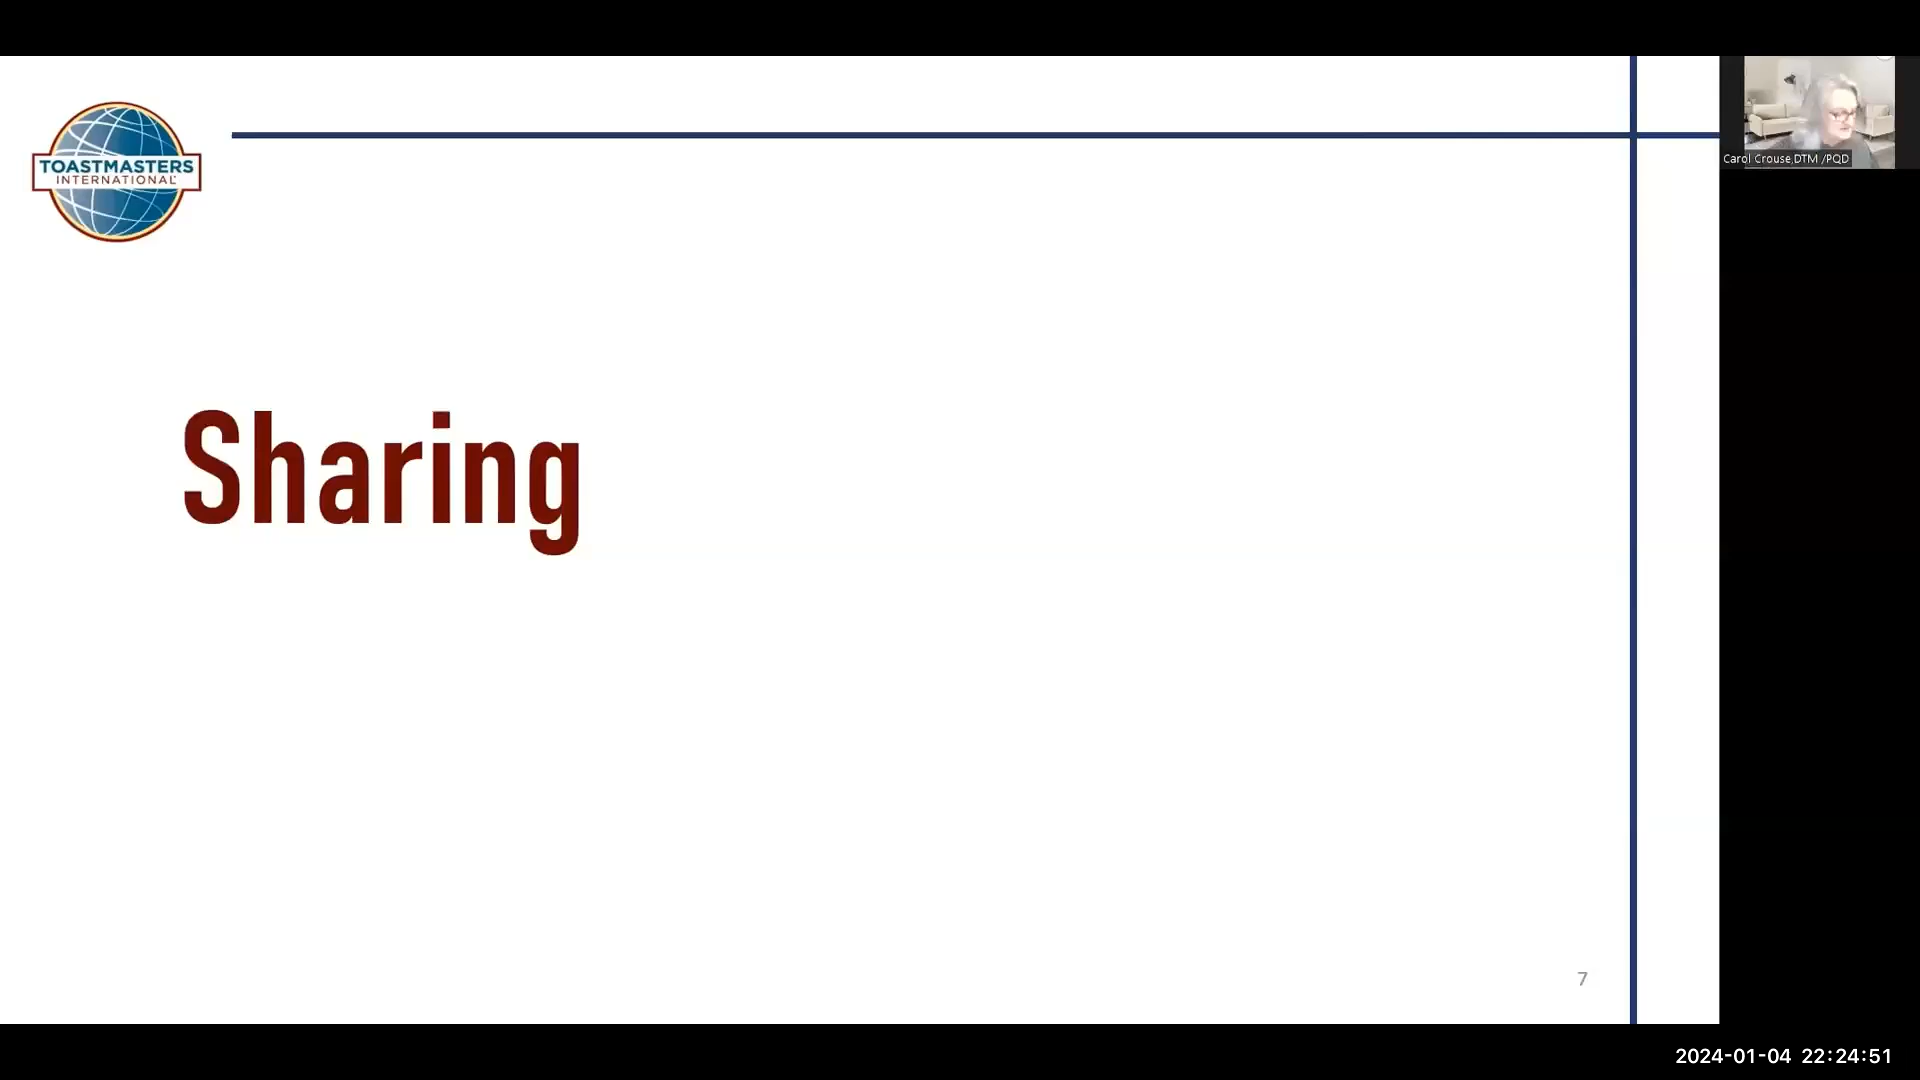 TOASTMASTERS
INTERNATIONAL
Carol Crouse,DTM /PQD
Sharing
7
2024-01-04 22:24:51